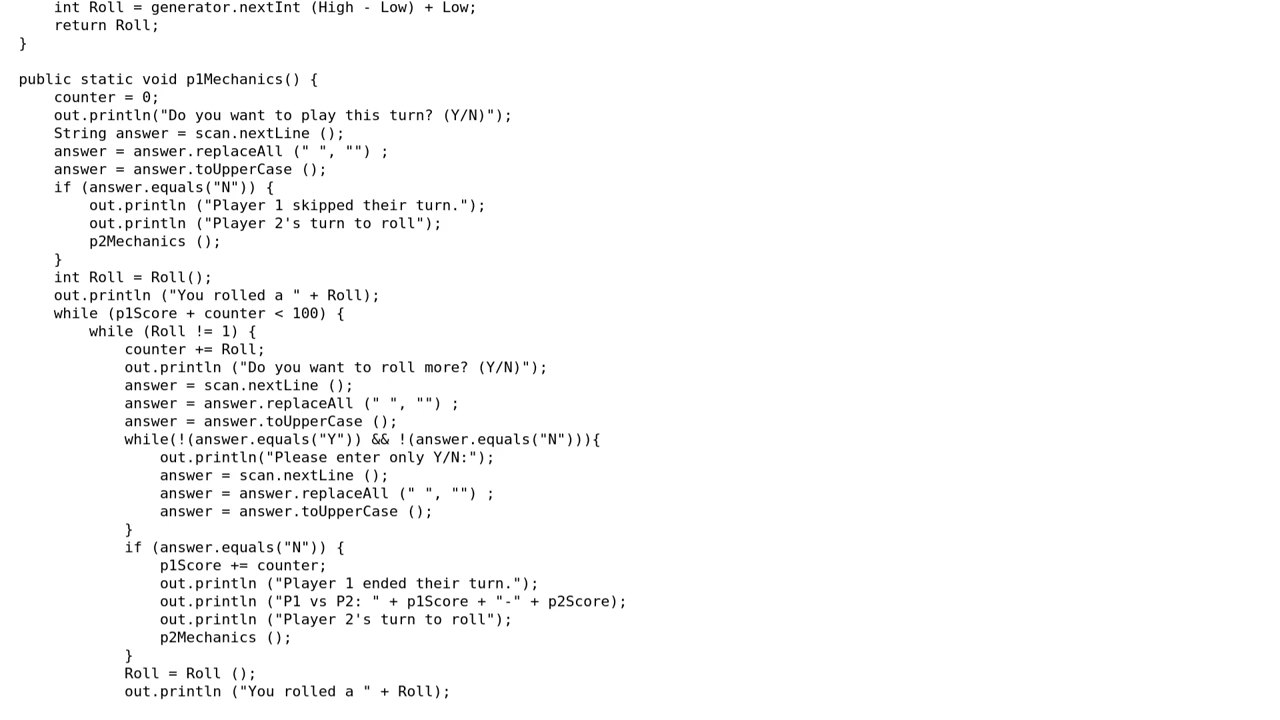 int Roll = generator.nextInt (High - Low) + Low;
    return Roll;
}

public static void p1Mechanics() {
    counter = 0;
    out.println("Do you want to play this turn? (Y/N)");
    String answer = scan.nextLine ();
    answer = answer.replaceAll (" ", "") ;
    answer = answer.toUpperCase ();
    if (answer.equals("N")) {
        out.println ("Player 1 skipped their turn.");
        out.println ("Player 2's turn to roll");
        p2Mechanics ();
    }
    int Roll = Roll();
    out.println ("You rolled a " + Roll);
    while (p1Score + counter < 100) {
        while (Roll != 1) {
            counter += Roll;
            out.println ("Do you want to roll more? (Y/N)");
            answer = scan.nextLine ();
            answer = answer.replaceAll (" ", "") ;
            answer = answer.toUpperCase ();
            while(!(answer.equals("Y")) && !(answer.equals("N"))){
                out.println("Please enter only Y/N:");
                answer = scan.nextLine ();
                answer = answer.replaceAll (" ", "") ;
                answer = answer.toUpperCase ();
            }
            if (answer.equals("N")) {
                p1Score += counter;
                out.println ("Player 1 ended their turn.");
                out.println ("P1 vs P2: " + p1Score + "-" + p2Score);
                out.println ("Player 2's turn to roll");
                p2Mechanics ();
            }
            Roll = Roll ();
            out.println ("You rolled a " + Roll);